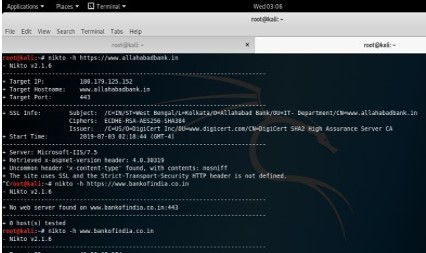 Applications ▾ Places ▾ Terminal ▾ Wed 03:06
root@kali: ~
File Edit View Search Terminal Tabs Help
root@kali: ~ × root@kali: ~
root@kali:~# nikto -h https://www.allahabadbank.in
- Nikto v2.1.6
---------------------------------------------------------------------------
+ Target IP: 180.179.125.152
+ Target Hostname: www.allahabadbank.in
+ Target Port: 443
---------------------------------------------------------------------------
+ SSL Info: Subject: /C=IN/ST=West Bengal/L=Kolkata/O=Allahabad Bank/OU=IT- Department/CN=www.allahabadbank.in
Ciphers: ECDHE-RSA-AES256-SHA384
Issuer: /C=US/O=DigiCert Inc/OU=www.digicert.com/CN=DigiCert SHA2 High Assurance Server CA
+ Start Time: 2019-07-03 02:18:44 (GMT-4)
---------------------------------------------------------------------------
+ Server: Microsoft-IIS/7.5
+ Retrieved x-aspnet-version header: 4.0.30319
+ Uncommon header 'x-content-type' found, with contents: nosniff
+ The site uses SSL and the Strict-Transport-Security HTTP header is not defined.
^Croot@kali:~# nikto -h https://www.bankofindia.co.in
- Nikto v2.1.6
---------------------------------------------------------------------------
+ No web server found on www.bankofindia.co.in:443
---------------------------------------------------------------------------
+ 0 host(s) tested
root@kali:~# nikto -h www.bankofindia.co.in
- Nikto v2.1.6
---------------------------------------------------------------------------